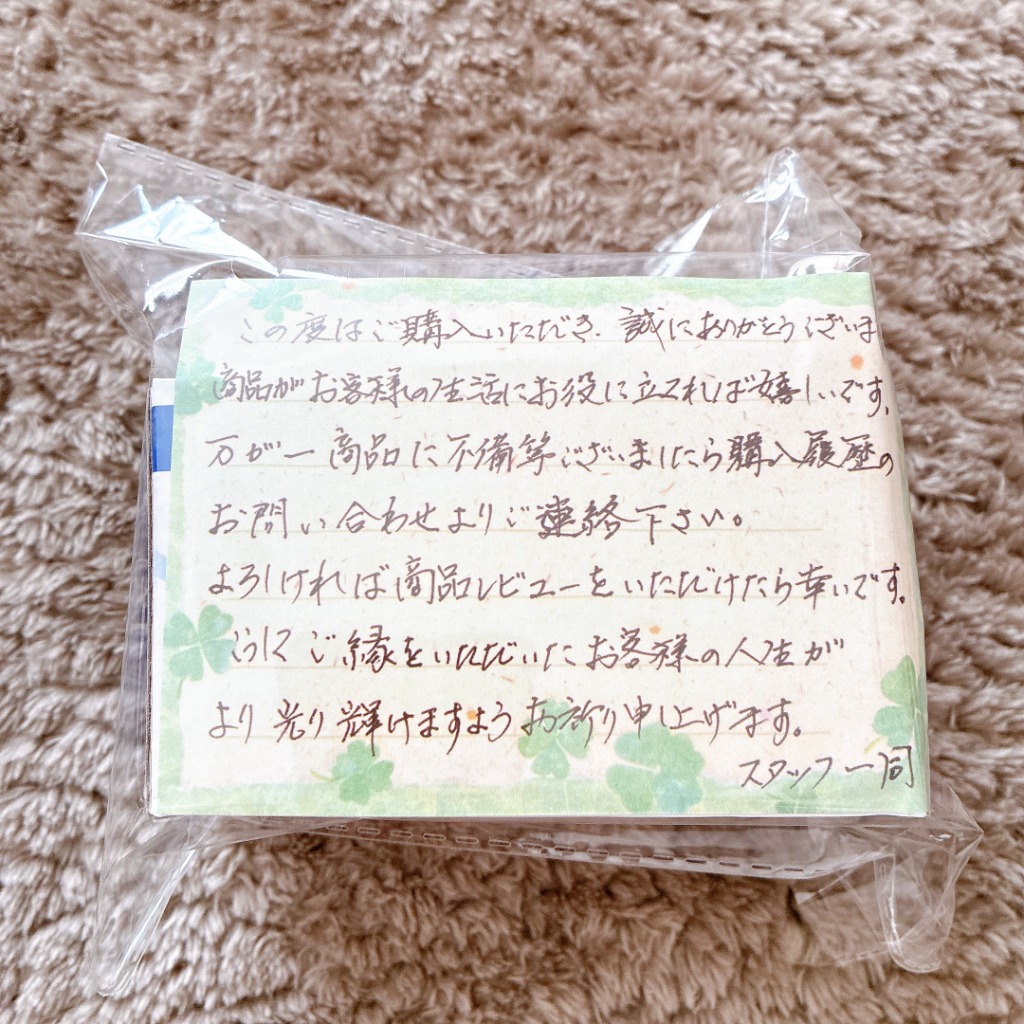 この度はご購入いただき、誠にありがとうございま
商品がお客様の生活にお役に立てれば嬉しいです。
万が一商品に不備等ございましたら購入履歴の
お問い合わせよりご連絡下さい。
よろしければ商品レビューをいただけたら幸いです。
こうしてご縁をいただいたお客様の人生が
より光り輝けますようお祈り申し上げます。
スタッフ一同